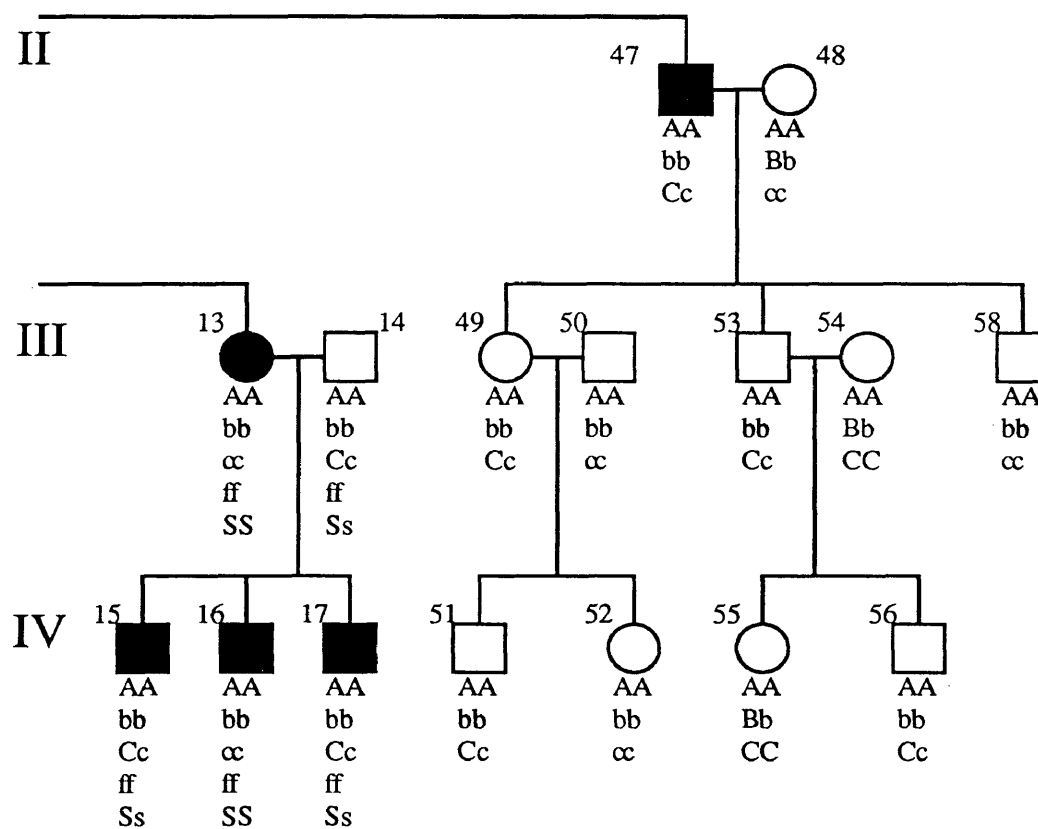 II
47 48
AA AA
bb Bb
Cc cc
III
13 14 49 50 53 54 58
AA AA AA AA AA AA AA
bb bb bb bb bb Bb bb
cc Cc Cc cc Cc CC cc
ff ff
SS Ss
IV
15 16 17 51 52 55 56
AA AA AA AA AA AA AA
bb bb bb bb bb Bb bb
Cc cc Cc Cc cc CC Cc
ff ff ff
Ss SS Ss